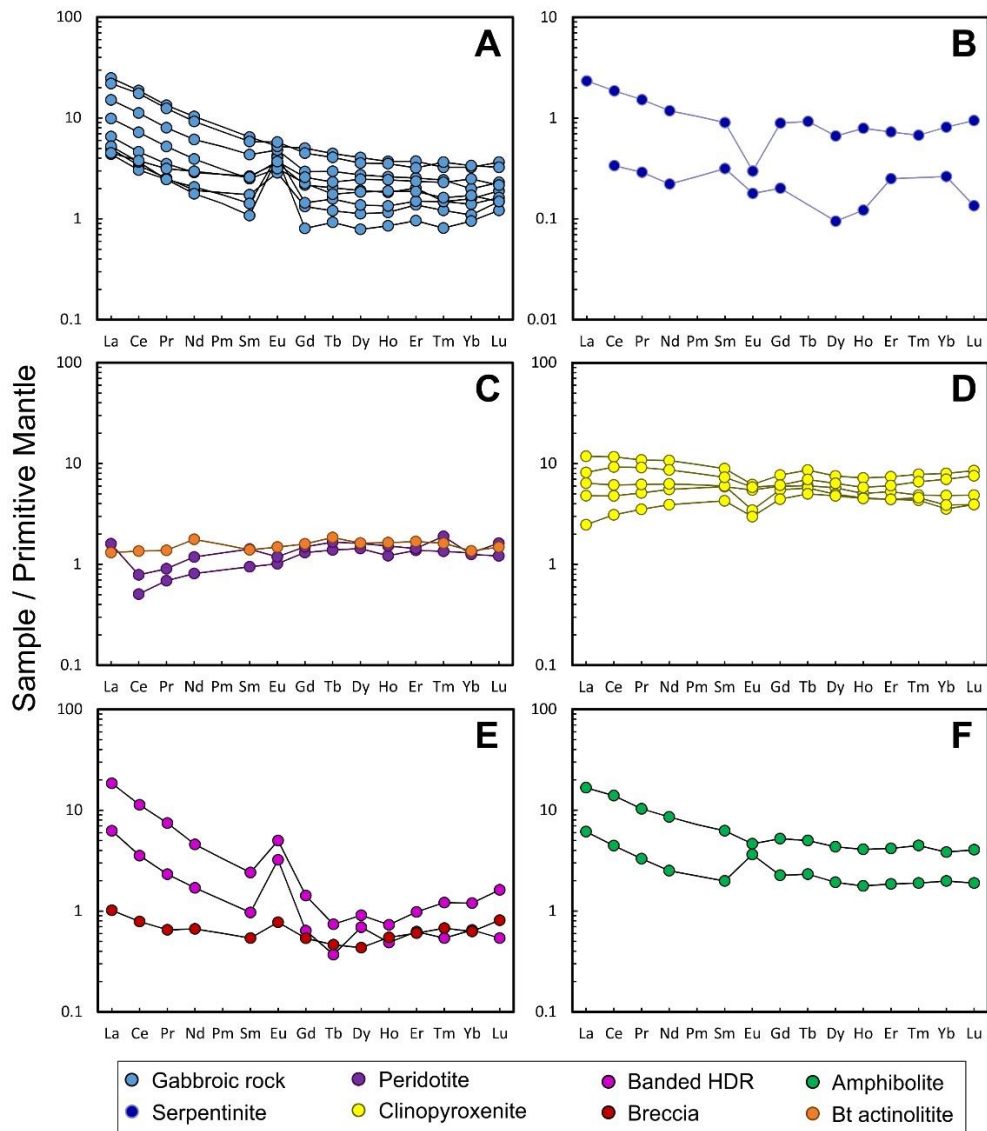 Sample / Primitive Mantle
A
100
10
1
0.1
La Ce Pr Nd Pm Sm Eu Gd Tb Dy Ho Er Tm Yb Lu
B
10
1
0.1
0.01
La Ce Pr Nd Pm Sm Eu Gd Tb Dy Ho Er Tm Yb Lu
C
100
10
1
0.1
La Ce Pr Nd Pm Sm Eu Gd Tb Dy Ho Er Tm Yb Lu
D
100
10
1
0.1
La Ce Pr Nd Pm Sm Eu Gd Tb Dy Ho Er Tm Yb Lu
E
100
10
1
0.1
La Ce Pr Nd Pm Sm Eu Gd Tb Dy Ho Er Tm Yb Lu
F
100
10
1
0.1
La Ce Pr Nd Pm Sm Eu Gd Tb Dy Ho Er Tm Yb Lu
Gabbroic rock Peridotite Banded HDR Amphibolite
Serpentinite Clinopyroxenite Breccia Bt actinolitite